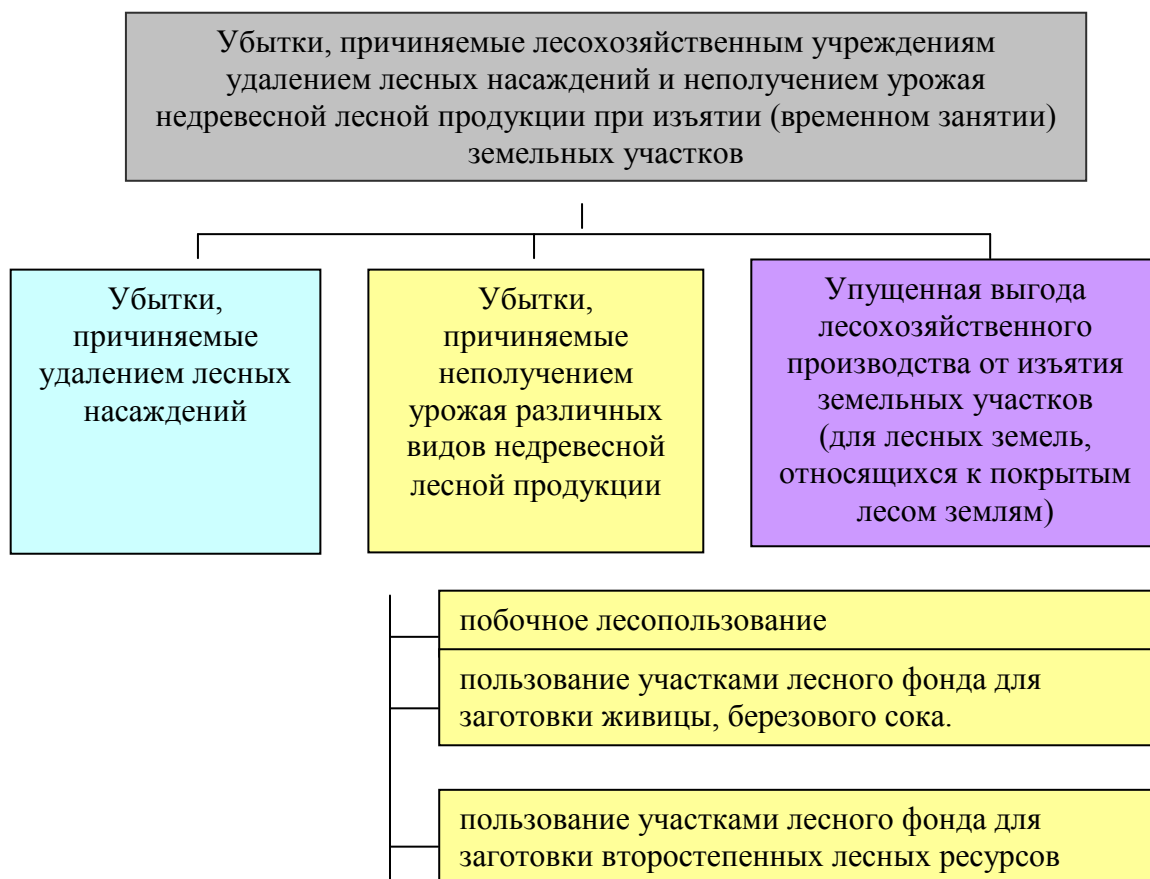 Убытки, причиняемые лесохозяйственным учреждениям
удалением лесных насаждений и неполучением урожая
недревесной лесной продукции при изъятии (временном занятии)
земельных участков
Убытки,
причиняемые
удалением лесных
насаждений
Убытки,
причиняемые
неполучением
урожая различных
видов недревесной
лесной продукции
Упущенная выгода
лесохозяйственного
производства от изъятия
земельных участков
(для лесных земель,
относящихся к покрытым
лесом землям)
побочное лесопользование
пользование участками лесного фонда для
заготовки живицы, березового сока.
пользование участками лесного фонда для
заготовки второстепенных лесных ресурсов